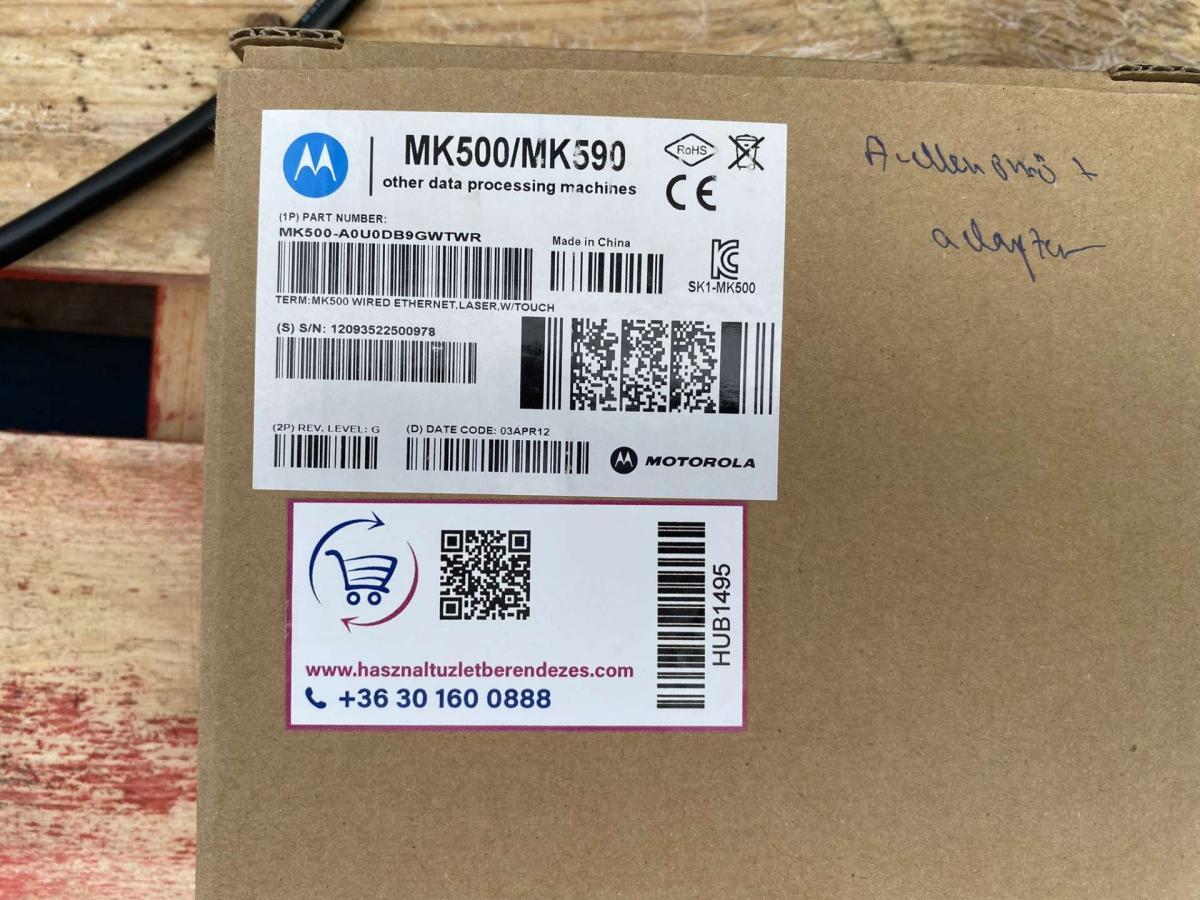 MK500/MK590
other data processing machines
RoHS
CE
(1P) PART NUMBER:
MK500-A0U0DB9GWTWR
Made in China
SK1-MK500
TERM:MK500 WIRED ETHERNET,LASER,W/TOUCH
(S) S/N: 12093522500978
(2P) REV. LEVEL: G
(D) DATE CODE: 03APR12
MOTOROLA
adapter
HUB1495
www.hasznaltuzletberendezes.com
+36 30 160 0888